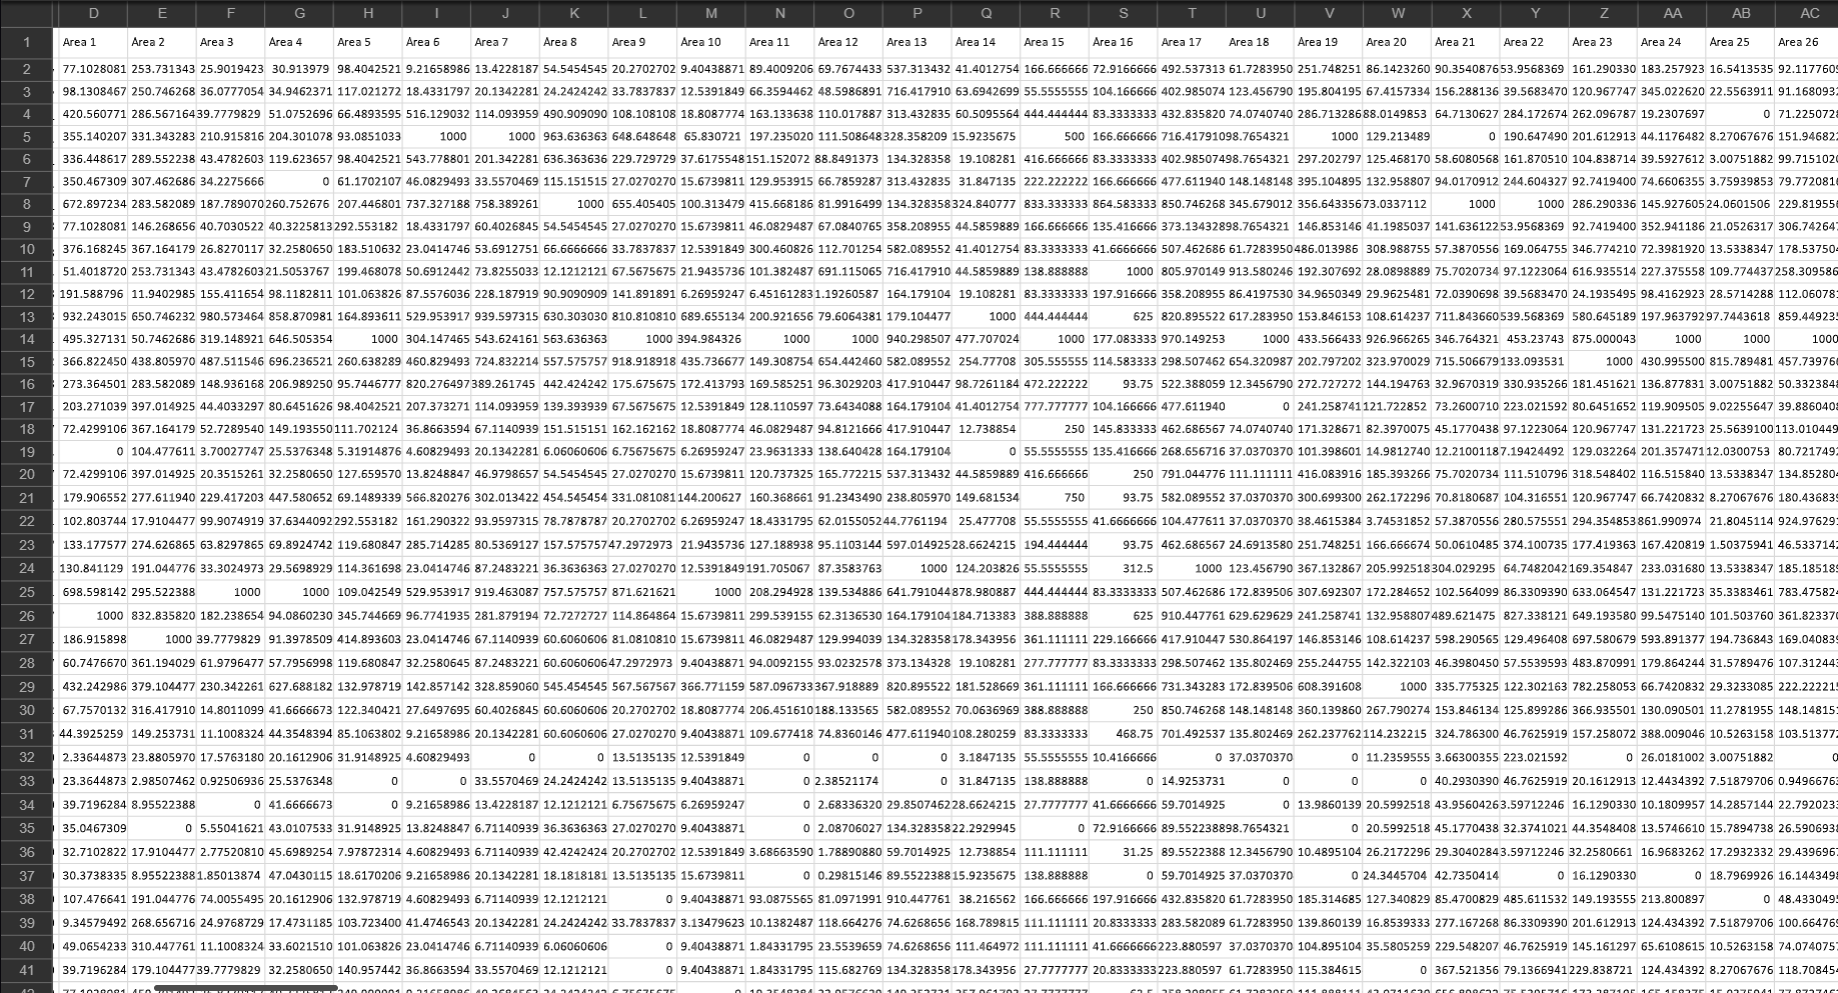 D E F G H I J K L M N O P Q R S T U V W X Y Z AA AB AC
1 Area 1 Area 2 Area 3 Area 4 Area 5 Area 6 Area 7 Area 8 Area 9 Area 10 Area 11 Area 12 Area 13 Area 14 Area 15 Area 16 Area 17 Area 18 Area 19 Area 20 Area 21 Area 22 Area 23 Area 24 Area 25 Area 26
2 77.1028081 253.731343 25.9019423 30.913979 98.4042521 9.21658986 13.4228187 54.5454545 20.2702702 9.40438871 89.4009206 69.7674433 537.313432 41.4012754 166.666666 72.9166666 492.537313 61.7283950 251.748251 86.1423260 90.3540876 53.9568369 161.290330 183.257923 16.5413535 92.1177605
3 98.1308467 250.746268 36.0777054 34.9462371 117.021272 18.4331797 20.1342281 24.2424242 33.7837837 12.5391849 66.3594462 48.5986891 716.417910 63.6942699 55.5555555 104.166666 402.985074 123.456790 195.804195 67.4157334 156.288136 39.5683470 120.967747 345.022620 22.5563911 91.1680932
4 420.560771 286.567164 39.7779829 51.0752696 66.4893595 516.129032 114.093959 490.909090 108.108108 18.8087774 163.133638 110.017887 313.432835 60.5095564 444.444444 83.3333333 432.835820 74.0740740 286.713286 88.0149853 64.7130627 284.172674 262.096787 19.2307697 0 71.2250728
5 355.140207 331.343283 210.915816 204.301078 93.0851033 1000 1000 963.636363 648.648648 65.830721 197.235020 111.508648 328.358209 15.9235675 500 166.666666 716.417910 98.7654321 1000 129.213489 0 190.647490 201.612913 44.1176482 8.27067676 151.946822
6 336.448617 289.552238 43.4782603 119.623657 98.4042521 543.778801 201.342281 636.363636 229.729729 37.6175548 151.152072 88.8491373 134.328358 19.108281 416.666666 83.3333333 402.985074 98.7654321 297.202797 125.468170 58.6080568 161.870510 104.838714 39.5927612 3.00751882 99.7151020
7 350.467309 307.462686 34.2275666 0 61.1702107 46.0829493 33.5570469 115.151515 27.0270270 15.6739811 129.953915 66.7859287 313.432835 31.847135 222.222222 166.666666 477.611940 148.148148 395.104895 132.958807 94.0170912 244.604327 92.7419400 74.6606355 3.75939853 79.7720816
8 672.897234 283.582089 187.789070 260.752676 207.446801 737.327188 758.389261 1000 655.405405 100.313479 415.668186 81.9916499 134.328358 324.840777 833.333333 864.583333 850.746268 345.679012 356.643356 73.0337112 1000 1000 286.290336 145.927605 24.0601506 229.819556
9 77.1028081 146.268656 40.7030522 40.3225813 292.553182 18.4331797 60.4026845 54.5454545 27.0270270 15.6739811 46.0829487 67.0840765 358.208955 44.5859889 166.666666 135.416666 373.134328 98.7654321 146.853146 41.1985037 141.636122 53.9568369 92.7419400 352.941186 21.0526317 306.742647
10 376.168245 367.164179 26.8270117 32.2580650 183.510632 23.0414746 53.6912751 66.6666666 33.7837837 12.5391849 300.460826 112.701254 582.089552 41.4012754 83.3333333 41.6666666 507.462686 61.7283950 486.013986 308.988755 57.3870556 169.064755 346.774210 72.3981920 13.5338347 178.537504
11 51.4018720 253.731343 43.4782603 21.5053767 199.468078 50.6912442 73.8255033 12.1212121 67.5675675 21.9435736 101.382487 691.115065 716.417910 44.5859889 138.888888 1000 805.970149 913.580246 192.307692 28.0898889 75.7020734 97.1223064 616.935514 227.375558 109.774437 258.309586
12 191.588796 11.9402985 155.411654 98.1182811 101.063826 87.5576036 228.187919 90.9090909 141.891891 6.26959247 6.45161283 1.19260587 164.179104 19.108281 83.3333333 197.916666 358.208955 86.4197530 34.9650349 29.9625481 72.0390698 39.5683470 24.1935495 98.4162923 28.5714288 112.060781
13 932.243015 650.746232 980.573464 858.870981 164.893611 529.953917 939.597315 630.303030 810.810810 689.655134 200.921656 79.6064381 179.104477 1000 444.444444 625 820.895522 617.283950 153.846153 108.614237 711.843660 539.568369 580.645189 197.963792 97.7443618 859.449235
14 495.327131 50.7462686 319.148921 646.505354 1000 304.147465 543.624161 563.636363 1000 394.984326 1000 1000 940.298507 477.707024 1000 177.083333 970.149253 1000 433.566433 926.966265 346.764321 453.23743 875.000043 1000 1000 1000
15 366.822450 438.805970 487.511546 696.236521 260.638289 460.829493 724.832214 557.575757 918.918918 435.736677 149.308754 654.442460 582.089552 254.77708 305.555555 114.583333 298.507462 654.320987 202.797202 323.970029 715.506679 133.093531 1000 430.995500 815.789481 457.739766
16 273.364501 283.582089 148.936168 206.989250 95.7446777 820.276497 389.261745 442.424242 175.675675 172.413793 169.585251 96.3029203 417.910447 98.7261184 472.222222 93.75 522.388059 12.3456790 272.727272 144.194763 32.9670319 330.935266 181.451621 136.877831 3.00751882 50.3323848
17 203.271039 397.014925 44.4033297 80.6451626 98.4042521 207.373271 114.093959 139.393939 67.5675675 12.5391849 128.110597 73.6434088 164.179104 41.4012754 777.777777 104.166666 477.611940 0 241.258741 121.722852 73.2600710 223.021592 80.6451652 119.909505 9.02255647 39.8860408
18 72.4299106 367.164179 52.7289540 149.193550 111.702124 36.8663594 67.1140939 151.515151 162.162162 18.8087774 46.0829487 94.8121666 417.910447 12.738854 250 145.833333 462.686567 74.0740740 171.328671 82.3970075 45.1770438 97.1223064 120.967747 131.221723 25.5639100 113.010449
19 0 104.477611 3.70027747 25.5376348 5.31914876 4.60829493 20.1342281 6.06060606 6.75675675 6.26959247 23.9631333 138.640428 164.179104 0 55.5555555 135.416666 268.656716 37.0370370 101.398601 14.9812740 12.2100118 7.19424492 129.032264 201.357471 12.0300753 80.7217492
20 72.4299106 397.014925 20.3515261 32.2580650 127.659570 13.8248847 46.9798657 54.5454545 27.0270270 15.6739811 120.737325 165.772215 537.313432 44.5859889 416.666666 250 791.044776 111.111111 416.083916 185.393266 75.7020734 111.510796 318.548402 116.515840 13.5338347 134.852804
21 179.906552 277.611940 229.417203 447.580652 69.1489339 566.820276 302.013422 454.545454 331.081081 144.200627 160.368661 91.2343490 238.805970 149.681534 750 93.75 582.089552 37.0370370 300.699300 262.172296 70.8180687 104.316551 120.967747 66.7420832 8.27067676 180.436839
22 102.803744 17.9104477 99.9074919 37.6344092 292.553182 161.290322 93.9597315 78.7878787 20.2702702 6.26959247 18.4331795 62.0155052 44.7761194 25.477708 55.5555555 41.6666666 104.477611 37.0370370 38.4615384 3.74531852 57.3870556 280.575551 294.354853 861.990974 21.8045114 924.976291
23 133.177577 274.626865 63.8297865 69.8924742 119.680847 285.714285 80.5369127 157.575757 47.2972973 21.9435736 127.188938 95.1103144 597.014925 28.6624215 194.444444 93.75 462.686567 24.6913580 251.748251 166.666674 50.0610485 374.100735 177.419363 167.420819 1.50375941 46.5337142
24 130.841129 191.044776 33.3024973 29.5698929 114.361698 23.0414746 87.2483221 36.3636363 27.0270270 12.5391849 191.705067 87.3583763 1000 124.203826 55.5555555 312.5 1000 123.456790 367.132867 205.992518 304.029295 64.7482042 169.354847 233.031680 13.5338347 185.185189
25 698.598142 295.522388 1000 1000 109.042549 529.953917 919.463087 757.575757 871.621621 1000 208.294928 139.534886 641.791044 878.980887 444.444444 83.3333333 507.462686 172.839506 307.692307 172.284652 102.564099 86.3309390 633.064547 131.221723 35.3383461 783.475824
26 1000 832.835820 182.238654 94.0860230 345.744669 96.7741935 281.879194 72.7272727 114.864864 15.6739811 299.539155 62.3136530 164.179104 184.713383 388.888888 625 910.447761 629.629629 241.258741 132.958807 489.621475 827.338121 649.193580 99.5475140 101.503760 361.823370
27 186.915898 1000 39.7779829 91.3978509 414.893603 23.0414746 67.1140939 60.6060606 81.0810810 15.6739811 46.0829487 129.994039 134.328358 178.343956 361.111111 229.166666 417.910447 530.864197 146.853146 108.614237 598.290565 129.496408 697.580679 593.891377 194.736843 169.040839
28 60.7476670 361.194029 61.9796477 57.7956998 119.680847 32.2580645 87.2483221 60.6060606 47.2972973 9.40438871 94.0092155 93.0232578 373.134328 19.108281 277.777777 83.3333333 298.507462 135.802469 255.244755 142.322103 46.3980450 57.5539593 483.870991 179.864244 31.5789476 107.312443
29 432.242986 379.104477 230.342261 627.688182 132.978719 142.857142 328.859060 545.454545 567.567567 366.771159 587.096733 367.918889 820.895522 181.528669 361.111111 166.666666 731.343283 172.839506 608.391608 1000 335.775325 122.302163 782.258053 66.7420832 29.3233085 222.222215
30 67.7570132 316.417910 14.8011099 41.6666673 122.340421 27.6497695 60.4026845 60.6060606 20.2702702 18.8087774 206.451610 188.133565 582.089552 70.0636969 388.888888 250 850.746268 148.148148 360.139860 267.790274 153.846134 125.899286 366.935501 130.090501 11.2781955 148.148151
31 44.3925259 149.253731 11.1008324 44.3548394 85.1063802 9.21658986 20.1342281 60.6060606 27.0270270 9.40438871 109.677418 74.8360146 477.611940 108.280259 83.3333333 468.75 701.492537 135.802469 262.237762 114.232215 324.786300 46.7625919 157.258072 388.009046 10.5263158 103.513772
32 2.33644873 23.8805970 17.5763180 20.1612906 31.9148925 4.60829493 0 0 13.5135135 12.5391849 0 0 0 3.1847135 55.5555555 10.4166666 0 37.0370370 0 11.2359555 3.66300355 223.021592 0 26.0181002 3.00751882 0
33 23.3644873 2.98507462 0.92506936 25.5376348 0 0 33.5570469 24.2424242 13.5135135 9.40438871 0 2.38521174 0 31.847135 138.888888 0 14.9253731 0 0 0 40.2930390 46.7625919 20.1612913 12.4434392 7.51879706 0.94966763
34 39.7196284 8.95522388 0 41.6666673 0 9.21658986 13.4228187 12.1212121 6.75675675 6.26959247 0 2.68336320 29.8507462 28.6624215 27.7777777 41.6666666 59.7014925 0 13.9860139 20.5992518 43.9560426 3.59712246 16.1290330 10.1809957 14.2857144 22.7920233
35 35.0467309 0 5.55041621 43.0107533 31.9148925 13.8248847 6.71140939 36.3636363 27.0270270 9.40438871 0 2.08706027 134.328358 22.2929945 0 72.9166666 89.5522388 98.7654321 0 20.5992518 45.1770438 32.3741021 44.3548408 13.5746610 15.7894738 26.5906938
36 32.7102822 17.9104477 2.77520810 45.6989254 7.97872314 4.60829493 6.71140939 42.4242424 20.2702702 12.5391849 3.68663590 1.78890880 59.7014925 12.738854 111.111111 31.25 89.5522388 12.3456790 10.4895104 26.2172296 29.3040284 3.59712246 32.2580661 16.9683262 17.2932332 29.4396967
37 30.3738335 8.95522388 1.85013874 47.0430115 18.6170206 9.21658986 20.1342281 18.1818181 13.5135135 15.6739811 0 0.29815146 89.5522388 15.9235675 138.888888 0 59.7014925 37.0370370 0 24.3445704 42.7350414 0 16.1290330 0 18.7969926 16.1443498
38 107.476641 191.044776 74.0055495 20.1612906 132.978719 4.60829493 6.71140939 12.1212121 0 9.40438871 93.0875565 81.0971991 910.447761 38.216562 166.666666 197.916666 432.835820 61.7283950 185.314685 127.340829 85.4700829 485.611532 149.193555 213.800897 0 48.4330495
39 9.34579492 268.656716 24.9768729 17.4731185 103.723400 41.4746543 20.1342281 24.2424242 33.7837837 3.13479623 10.1382487 118.664276 74.6268656 168.789815 111.111111 20.8333333 283.582089 61.7283950 139.860139 16.8539333 277.167268 86.3309390 201.612913 124.434392 7.51879706 100.664769
40 49.0654233 310.447761 11.1008324 33.6021510 101.063826 23.0414746 6.71140939 6.06060606 0 9.40438871 1.84331795 23.5539659 74.6268656 111.464972 111.111111 41.6666666 223.880597 37.0370370 104.895104 35.5805259 229.548207 46.7625919 145.161297 65.6108615 10.5263158 74.0740757
41 39.7196284 179.104477 39.7779829 32.2580650 140.957442 36.8663594 33.5570469 12.1212121 0 9.40438871 1.84331795 115.682769 134.328358 178.343956 27.7777777 20.8333333 223.880597 61.7283950 115.384615 0 367.521356 79.1366941 229.838721 124.434392 8.27067676 118.708454